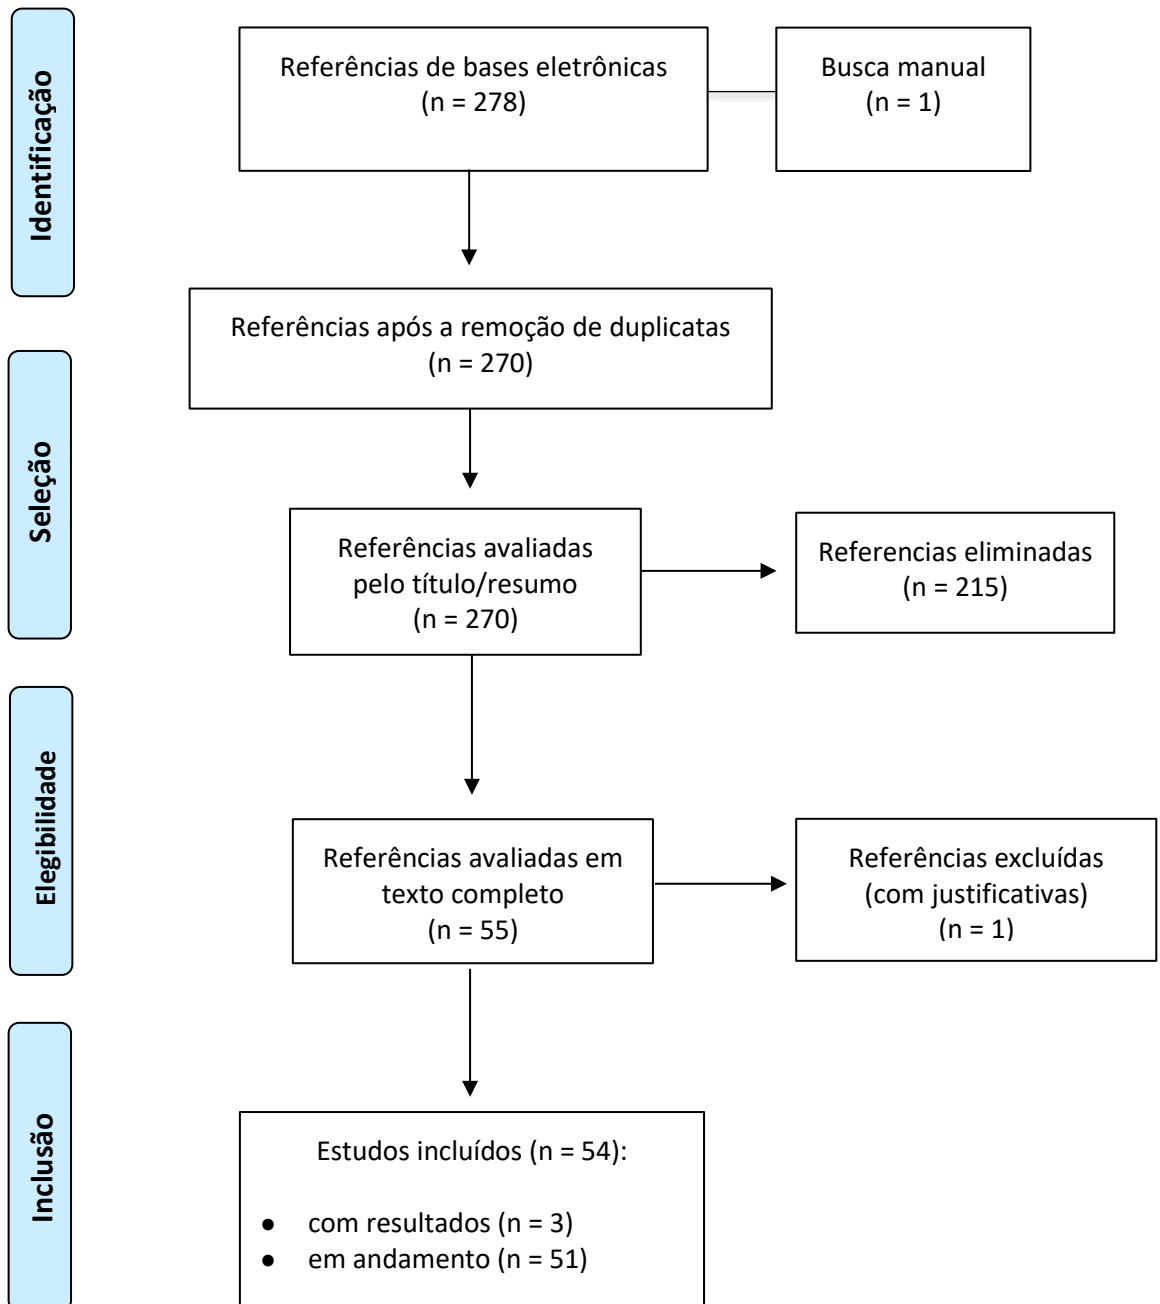 Identificação
Referências de bases eletrônicas
(n = 278)
Busca manual
(n = 1)
Referências após a remoção de duplicatas
(n = 270)
Seleção
Referências avaliadas
pelo título/resumo
(n = 270)
Referencias eliminadas
(n = 215)
Elegibilidade
Referências avaliadas em
texto completo
(n = 55)
Referências excluídas
(com justificativas)
(n = 1)
Inclusão
Estudos incluídos (n = 54):
● com resultados (n = 3)
● em andamento (n = 51)